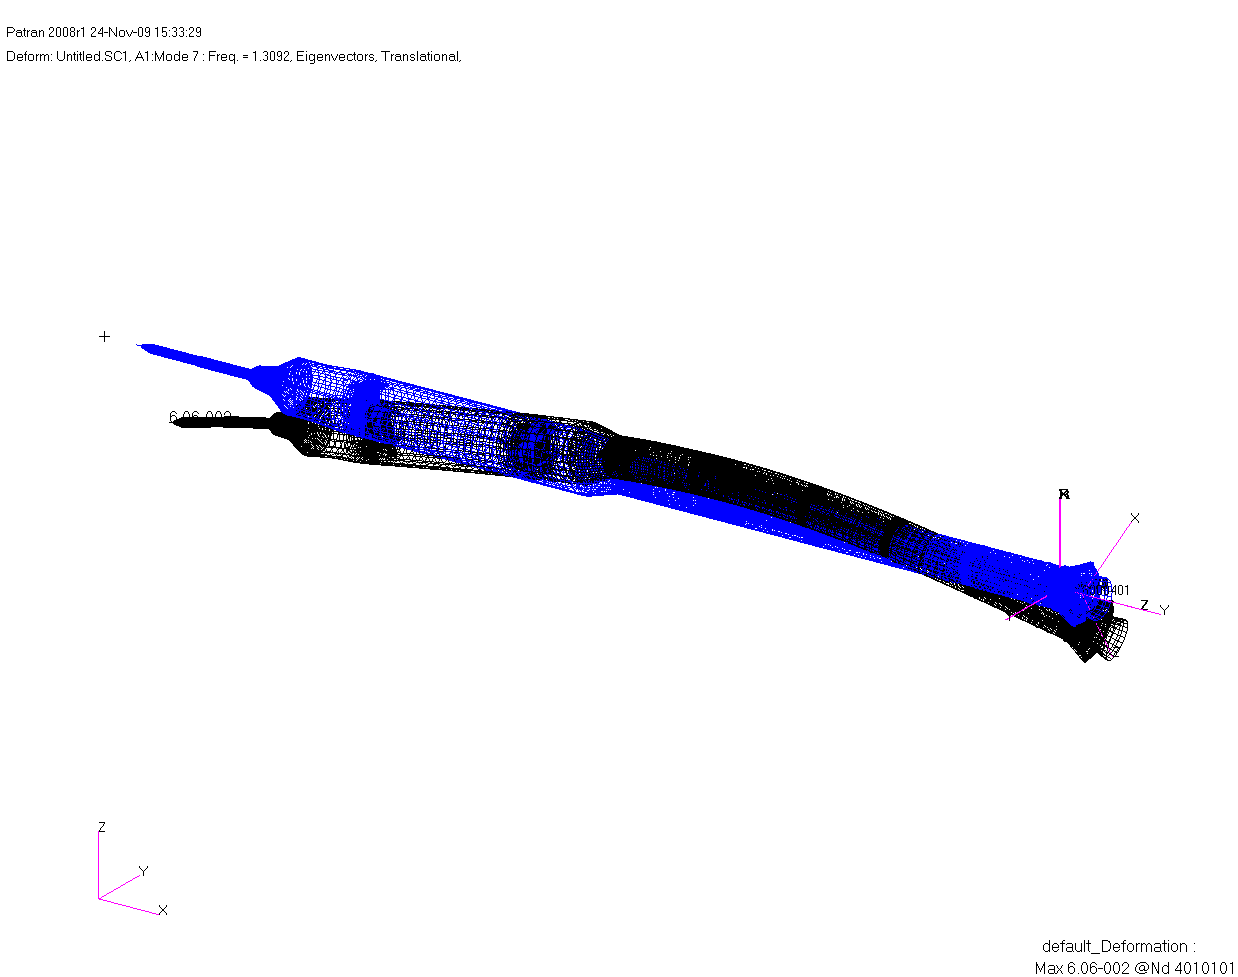 Patran 2008r1 24-Nov-09 15:33:29
Deform: Untitled.SC1, A1:Mode 7 : Freq. = 1.3092, Eigenvectors, Translational,
6.06-002
R
X
Z
Y
Z
Y
X
default_Deformation :
Max 6.06-002 @Nd 4010101